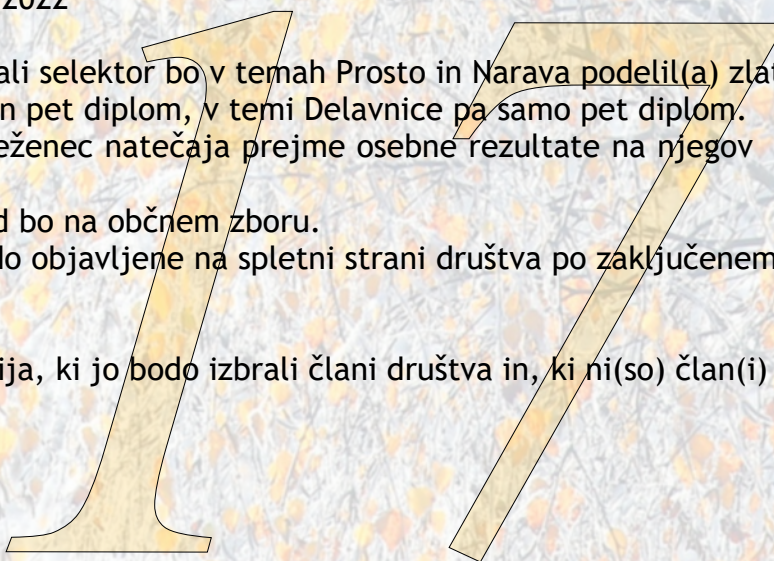 2022
ali selektor bo v temah Prosto in Narava podelil(a) zlat
n pet diplom, v temi Delavnice pa samo pet diplom.
eženec natečaja prejme osebne rezultate na njegov
d bo na občnem zboru.
do objavljene na spletni strani društva po zaključenem
ija, ki jo bodo izbrali člani društva in, ki ni(so) član(i)
17